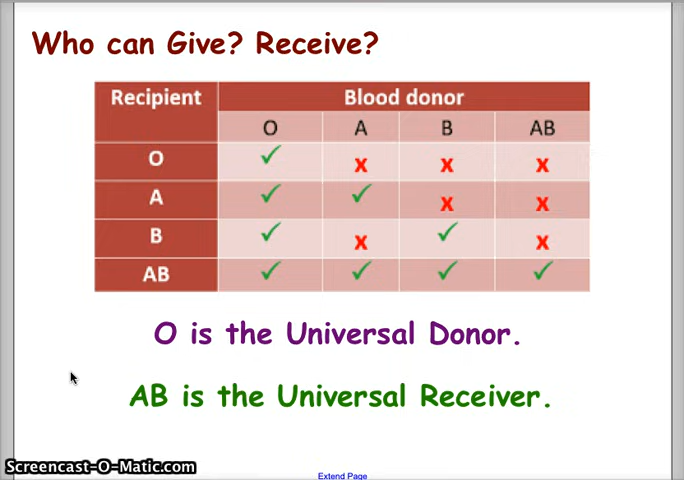 Who can Give? Receive?
Recipient Blood donor
O A B AB
O ✓ x x x
A ✓ ✓ x x
B ✓ x ✓ x
AB ✓ ✓ ✓ ✓
O is the Universal Donor.
AB is the Universal Receiver.
Screencast-O-Matic.com
Extend Page